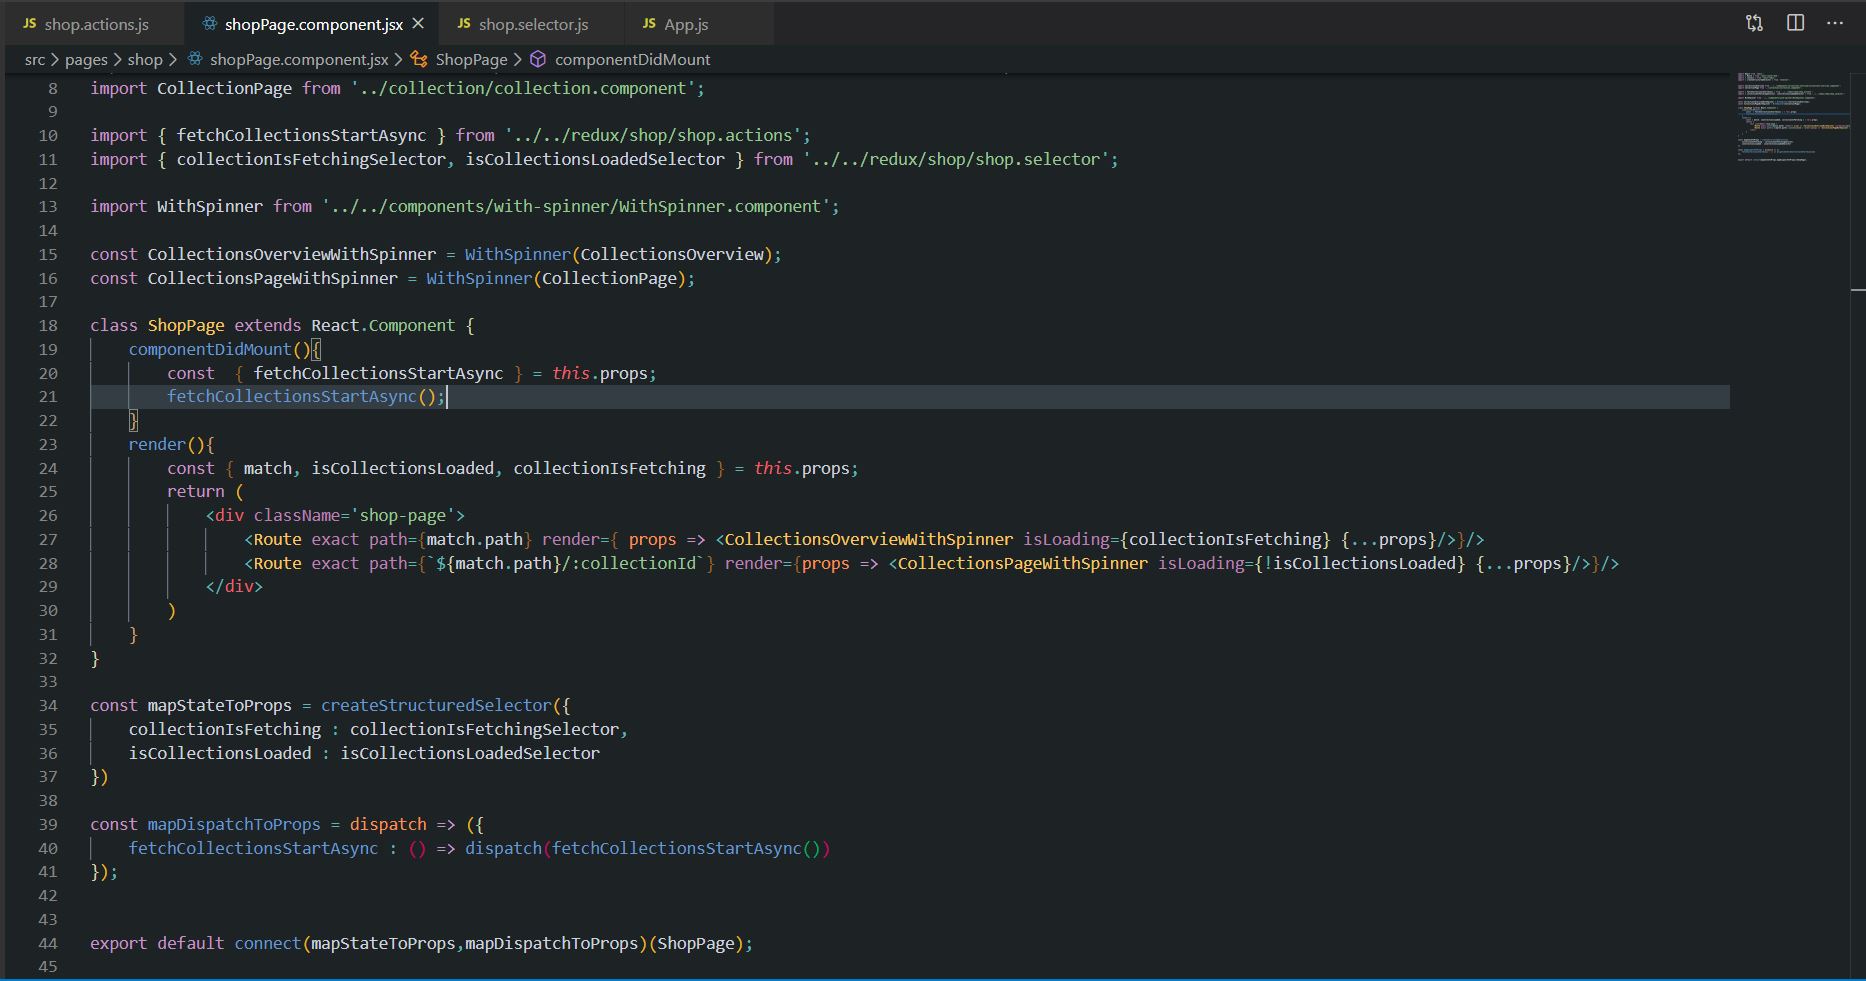 JS shop.actions.js shopPage.component.jsx JS shop.selector.js JS App.js
src > pages > shop > shopPage.component.jsx > ShopPage > componentDidMount
8 import CollectionPage from '../collection/collection.component';
9
10 import { fetchCollectionsStartAsync } from '../../redux/shop/shop.actions';
11 import { collectionIsFetchingSelector, isCollectionsLoadedSelector } from '../../redux/shop/shop.selector';
12
13 import WithSpinner from '../../components/with-spinner/WithSpinner.component';
14
15 const CollectionsOverviewWithSpinner = WithSpinner(CollectionsOverview);
16 const CollectionsPageWithSpinner = WithSpinner(CollectionPage);
17
18 class ShopPage extends React.Component {
19 componentDidMount(){
20 const  { fetchCollectionsStartAsync } = this.props;
21 fetchCollectionsStartAsync();
22 }
23 render(){
24 const { match, isCollectionsLoaded, collectionIsFetching } = this.props;
25 return (
26 <div className='shop-page'>
27 <Route exact path={match.path} render={ props => <CollectionsOverviewWithSpinner isLoading={collectionIsFetching} {...props}/>}/>
28 <Route exact path={`${match.path}/:collectionId`} render={props => <CollectionsPageWithSpinner isLoading={!isCollectionsLoaded} {...props}/>}/>
29 </div>
30 )
31 }
32 }
33
34 const mapStateToProps = createStructuredSelector({
35 collectionIsFetching : collectionIsFetchingSelector,
36 isCollectionsLoaded : isCollectionsLoadedSelector
37 })
38
39 const mapDispatchToProps = dispatch => ({
40 fetchCollectionsStartAsync : () => dispatch(fetchCollectionsStartAsync())
41 });
42
43
44 export default connect(mapStateToProps,mapDispatchToProps)(ShopPage);
45